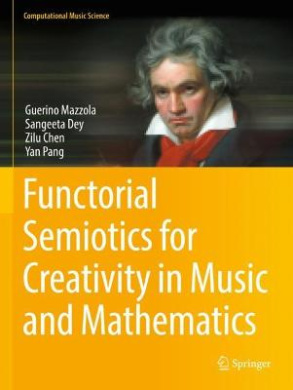 Computational Music Science
Guerino Mazzola
Sangeeta Dey
Zilu Chen
Yan Pang
Functorial
Semiotics for
Creativity in Music
and Mathematics
Springer